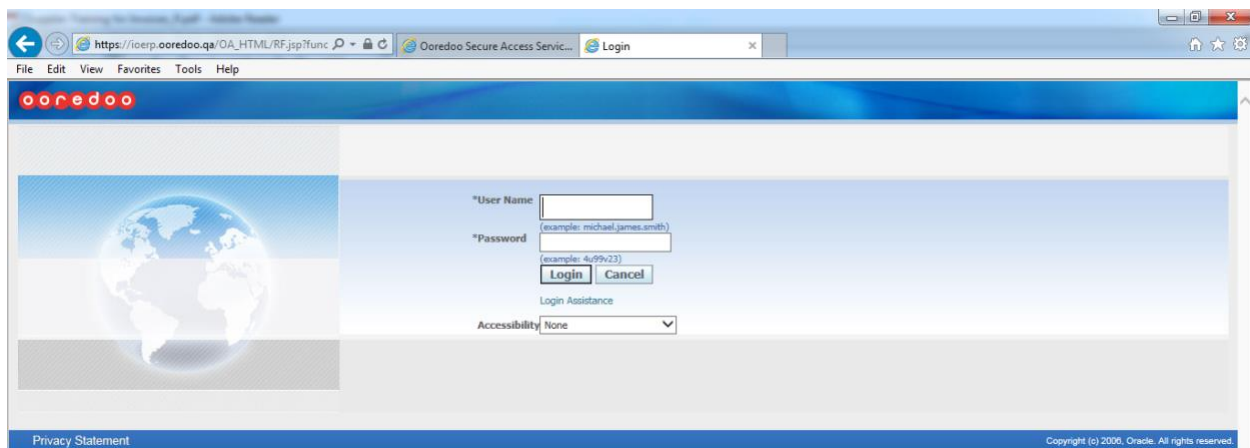 https://ioerp.ooredoo.qa/OA_HTML/RF.jsp?func
Ooredoo Secure Access Servic...
Login
File Edit View Favorites Tools Help
ooredoo
*User Name
(example: michael.james.smith)
*Password
(example: 4u99v23)
Login Cancel
Login Assistance
Accessibility None
Privacy Statement
Copyright (c) 2006, Oracle. All rights reserved.